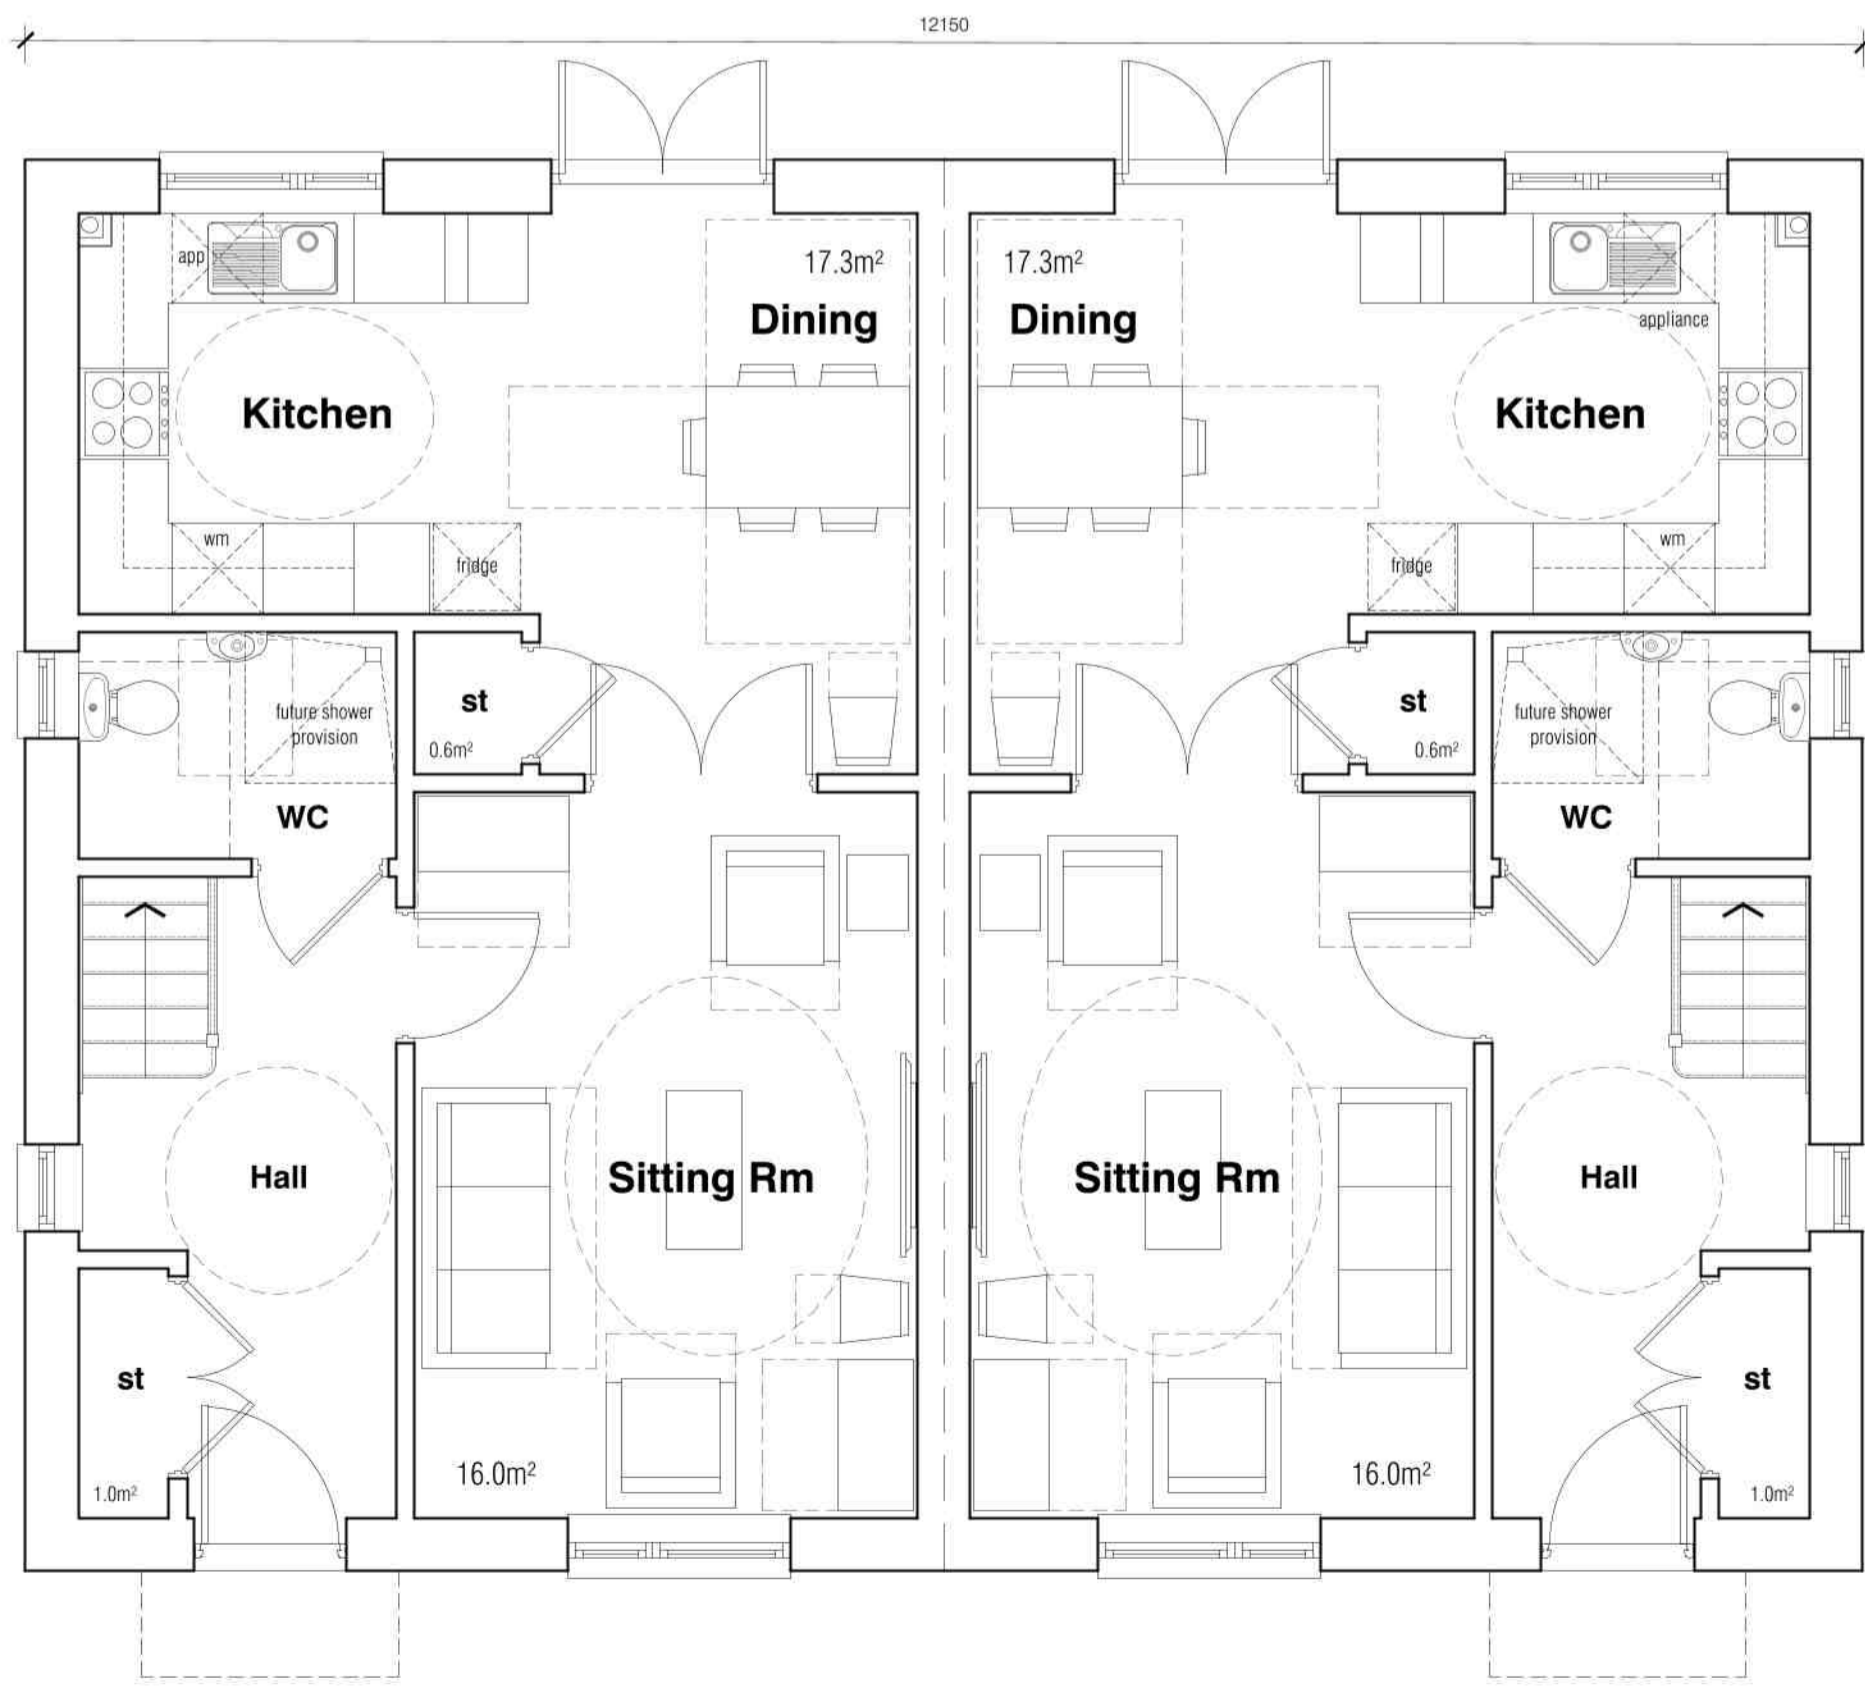 12150
17.3m²
17.3m²
app
Dining
Dining
appliance
Kitchen
Kitchen
wm
fridge
fridge
wm
st
0.6m²
future shower
provision
WC
st
0.6m²
future shower
provision
WC
Hall
Sitting Rm
Sitting Rm
Hall
st
1.0m²
16.0m²
16.0m²
st
1.0m²